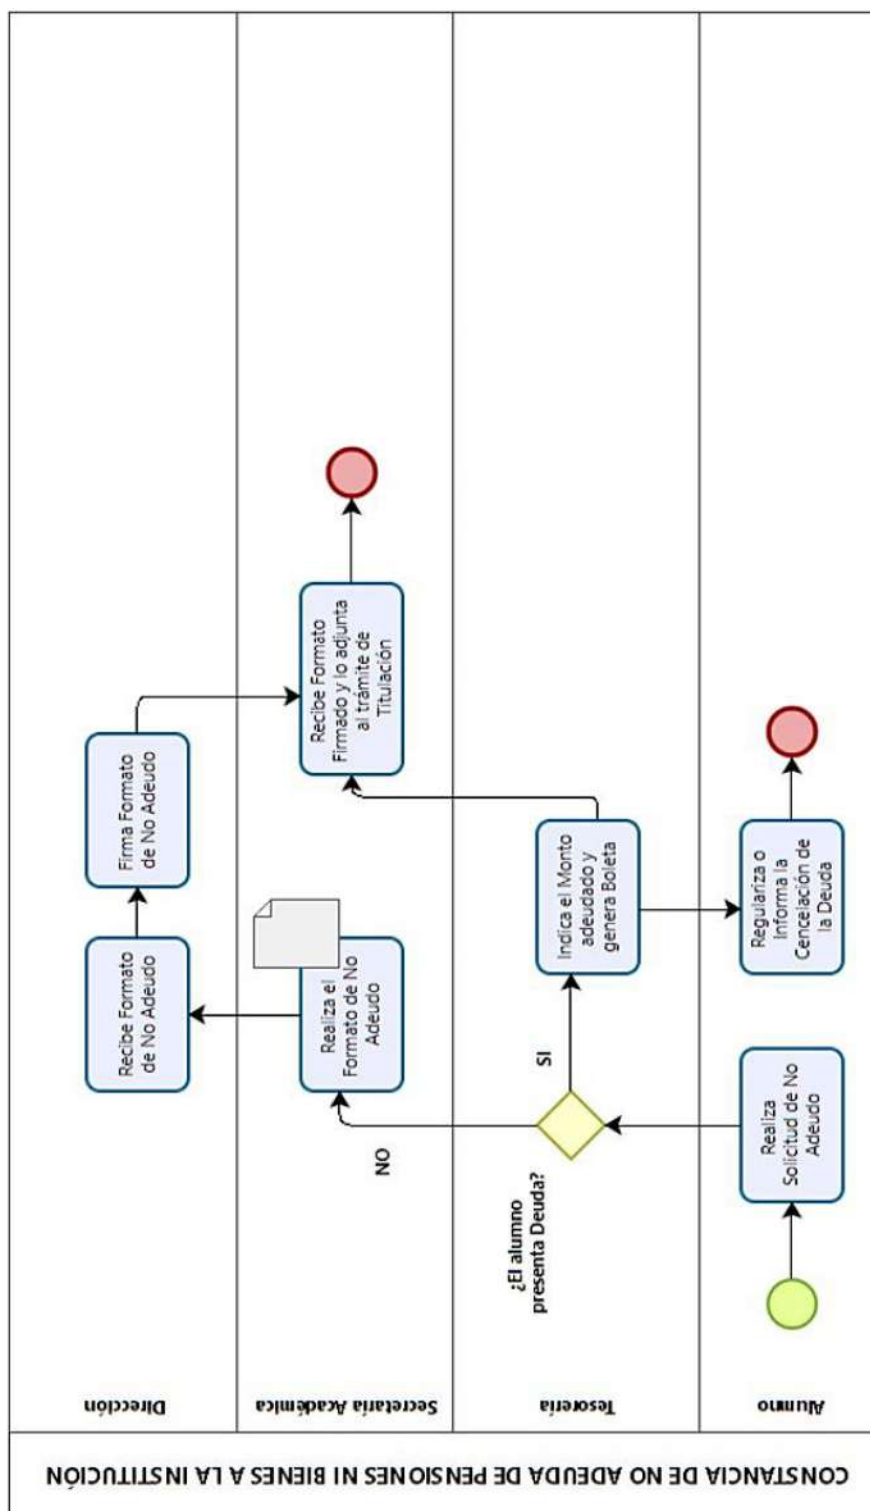 CONSTANCIA DE NO ADEUDA DE PENSIONES NI BIENES A LA INSTITUCIÓN
Dirección
Recibe Formato
de No Adeudo
Firma Formato
de No Adeudo
Secretaría Académica
NO
Realiza el
Formato de No
Adeudo
Recibe Formato
Firmado y lo adjunta
al trámite de
Titulación
Tesorería
¿El alumno
presenta Deuda?
SI
Indica el Monto
adeudado y
genera Boleta
Alumno
Realiza
Solicitud de No
Adeudo
Regulariza o
Informa la
Cencelación de
la Deuda